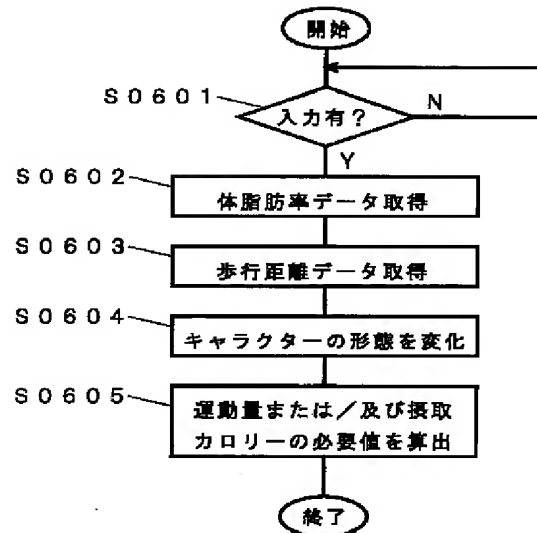 開始
S0601
入力有?
N
Y
S0602
体脂肪率データ取得
S0603
歩行距離データ取得
S0604
キャラクターの形態を変化
S0605
運動量または/及び摂取
カロリーの必要値を算出
終了